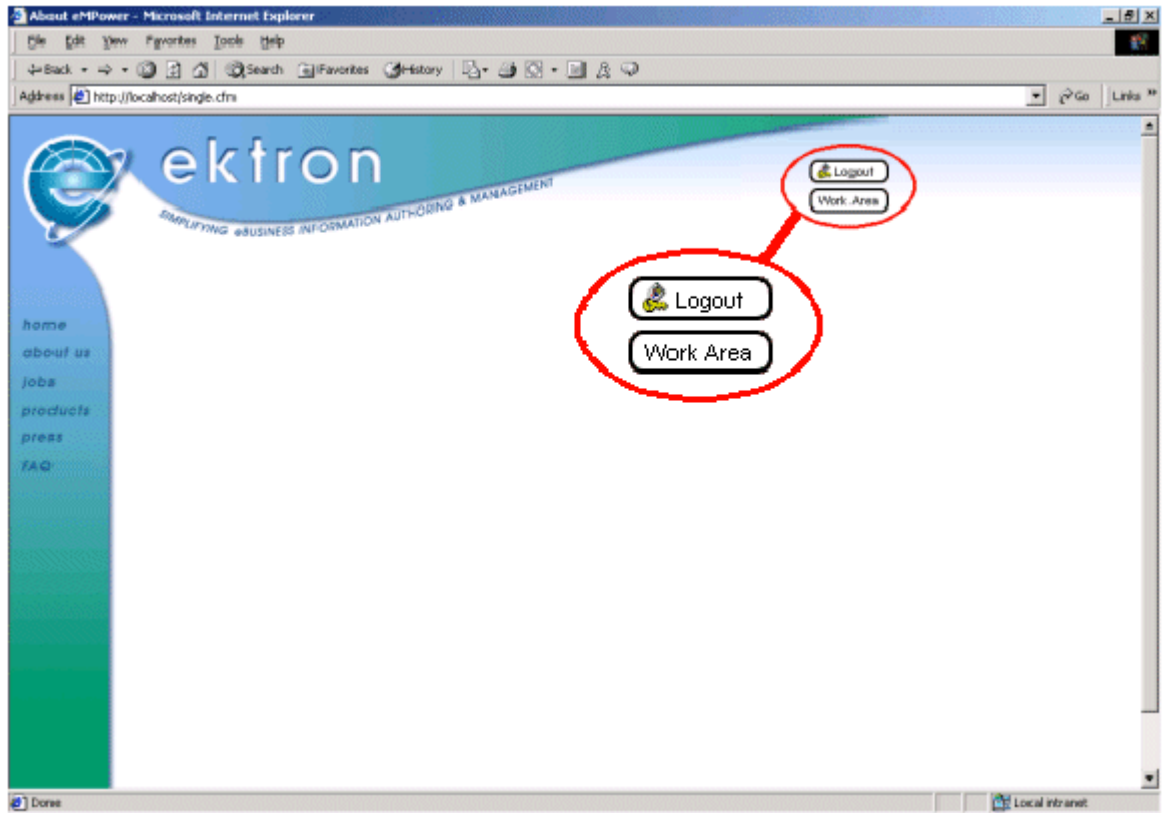 About eMPower - Microsoft Internet Explorer
File Edit View Favorites Tools Help
Back Search Favorites History
Address http://localhost/single.cfm Go Links »
ektron
SIMPLIFYING eBUSINESS INFORMATION AUTHORING & MANAGEMENT
Logout
Work Area
Logout
Work Area
home
about us
jobs
products
press
FAQ
Done Local intranet